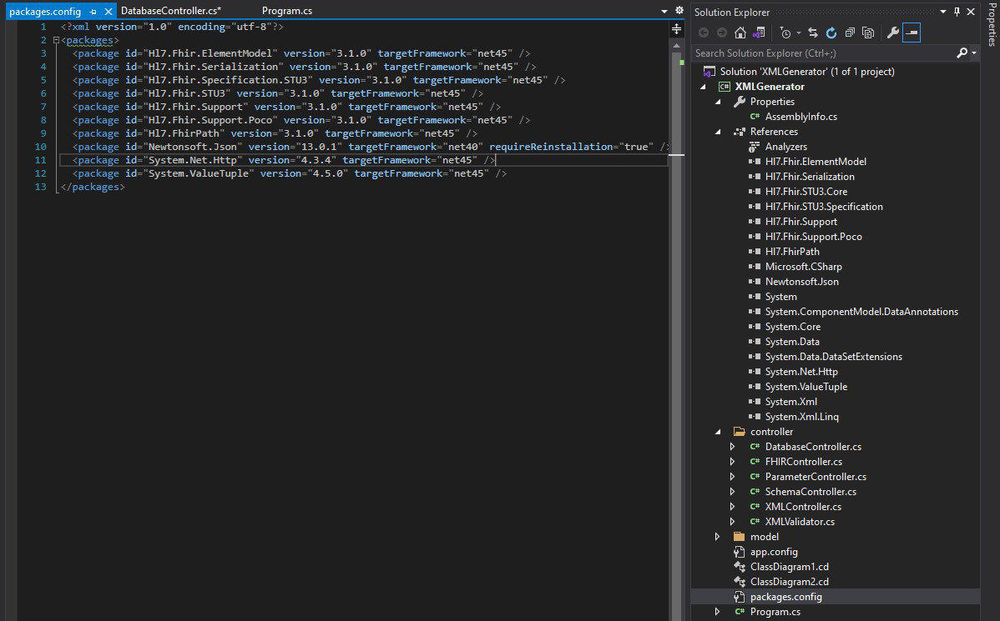 packages.config
DatabaseController.cs*
Program.cs
1 <?xml version="1.0" encoding="utf-8"?>
2 <packages>
3 <package id="Hl7.Fhir.ElementModel" version="3.1.0" targetFramework="net45" />
4 <package id="Hl7.Fhir.Serialization" version="3.1.0" targetFramework="net45" />
5 <package id="Hl7.Fhir.Specification.STU3" version="3.1.0" targetFramework="net45" />
6 <package id="Hl7.Fhir.STU3" version="3.1.0" targetFramework="net45" />
7 <package id="Hl7.Fhir.Support" version="3.1.0" targetFramework="net45" />
8 <package id="Hl7.Fhir.Support.Poco" version="3.1.0" targetFramework="net45" />
9 <package id="Hl7.FhirPath" version="3.1.0" targetFramework="net45" />
10 <package id="Newtonsoft.Json" version="13.0.1" targetFramework="net40" requireReinstallation="true" />
11 <package id="System.Net.Http" version="4.3.4" targetFramework="net45" />
12 <package id="System.ValueTuple" version="4.5.0" targetFramework="net45" />
13 </packages>
Solution Explorer
Search Solution Explorer (Ctrl+;)
Solution 'XMLGenerator' (1 of 1 project)
C# XMLGenerator
Properties
C# AssemblyInfo.cs
References
Analyzers
Hl7.Fhir.ElementModel
Hl7.Fhir.Serialization
Hl7.Fhir.STU3.Core
Hl7.Fhir.STU3.Specification
Hl7.Fhir.Support
Hl7.Fhir.Support.Poco
Hl7.FhirPath
Microsoft.CSharp
Newtonsoft.Json
System
System.ComponentModel.DataAnnotations
System.Core
System.Data
System.Data.DataSetExtensions
System.Net.Http
System.ValueTuple
System.Xml
System.Xml.Linq
controller
C# DatabaseController.cs
C# FHIRController.cs
C# ParameterController.cs
C# SchemaController.cs
C# XMLController.cs
C# XMLValidator.cs
model
app.config
ClassDiagram1.cd
ClassDiagram2.cd
packages.config
C# Program.cs
Properties